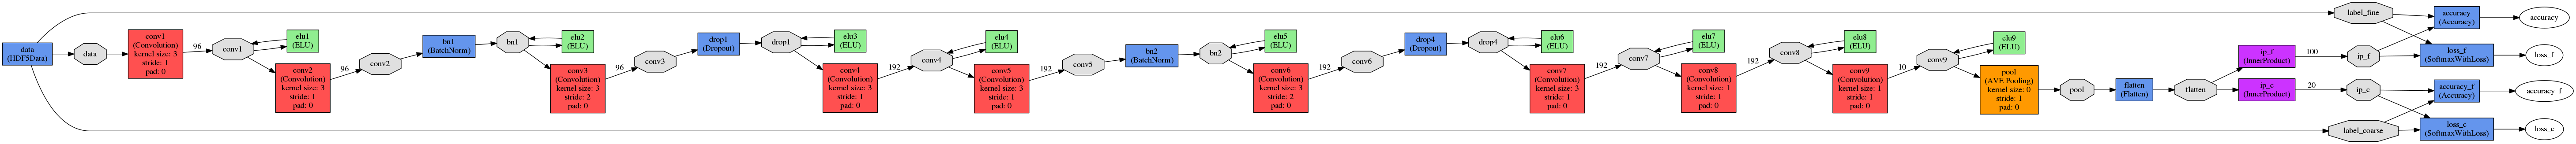 data
(HDF5Data)
data
conv1
(Convolution)
kernel size: 3
stride: 1
pad: 0
96
conv1
elu1
(ELU)
conv2
(Convolution)
kernel size: 3
stride: 1
pad: 0
96
conv2
bn1
(BatchNorm)
bn1
elu2
(ELU)
conv3
(Convolution)
kernel size: 3
stride: 2
pad: 0
96
conv3
drop1
(Dropout)
drop1
elu3
(ELU)
conv4
(Convolution)
kernel size: 3
stride: 1
pad: 0
192
conv4
elu4
(ELU)
conv5
(Convolution)
kernel size: 3
stride: 1
pad: 0
192
conv5
bn2
(BatchNorm)
bn2
elu5
(ELU)
conv6
(Convolution)
kernel size: 3
stride: 2
pad: 0
192
conv6
drop4
(Dropout)
drop4
elu6
(ELU)
conv7
(Convolution)
kernel size: 3
stride: 1
pad: 0
192
conv7
elu7
(ELU)
conv8
(Convolution)
kernel size: 1
stride: 1
pad: 0
192
conv8
elu8
(ELU)
conv9
(Convolution)
kernel size: 1
stride: 1
pad: 0
10
conv9
elu9
(ELU)
pool
(AVE Pooling)
kernel size: 0
stride: 1
pad: 0
pool
flatten
(Flatten)
flatten
ip_f
(InnerProduct)
100
ip_f
ip_c
(InnerProduct)
20
ip_c
label_fine
label_coarse
accuracy
(Accuracy)
accuracy
loss_f
(SoftmaxWithLoss)
loss_f
accuracy_f
(Accuracy)
accuracy_f
loss_c
(SoftmaxWithLoss)
loss_c